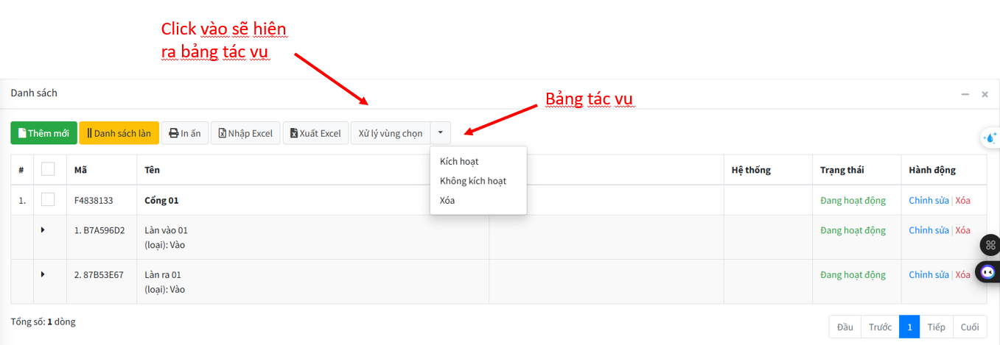 Click vào sẽ hiện
ra bảng tác vụ
Bảng tác vụ
Danh sách
Thêm mới Danh sách làn In ấn Nhập Excel Xuất Excel Xử lý vùng chọn
Kích hoạt
Không kích hoạt
Xóa
# Mã Tên Hệ thống Trạng thái Hành động
1. F4838133 Cổng 01 Đang hoạt động Chỉnh sửa | Xóa
1. B7A596D2 Làn vào 01 Đang hoạt động Chỉnh sửa | Xóa
(loại): Vào
2. 87B53E67 Làn ra 01 Đang hoạt động Chỉnh sửa | Xóa
(loại): Vào
Tổng số: 1 dòng
Đầu Trước 1 Tiếp Cuối